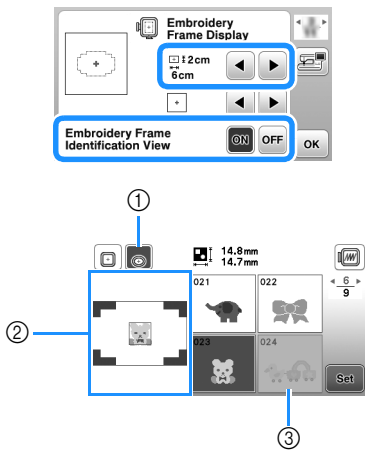 Embroidery
Frame Display
2cm
6cm
Embroidery Frame
Identification View
ON
OFF
OK
①
14.8mm
14.7mm
021
022
6
9
②
023
024
Set
③